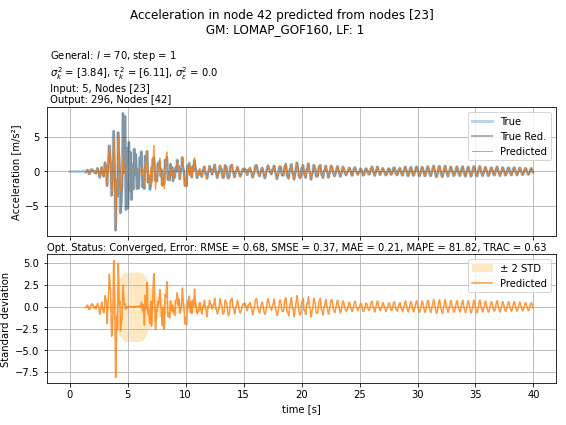 Acceleration in node 42 predicted from nodes [23]
GM: LOMAP_GOF160, LF: 1
General: l = 70, step = 1
σ²ₖ = [3.84], τ²ₖ = [6.11], σ²ε = 0.0
Input: 5, Nodes [23]
Output: 296, Nodes [42]
Acceleration [m/s²]
5
0
−5
True
True Red.
Predicted
Opt. Status: Converged, Error: RMSE = 0.68, SMSE = 0.37, MAE = 0.21, MAPE = 81.82, TRAC = 0.63
Standard deviation
5.0
2.5
0.0
−2.5
−5.0
−7.5
± 2 STD
Predicted
0 5 10 15 20 25 30 35 40
time [s]